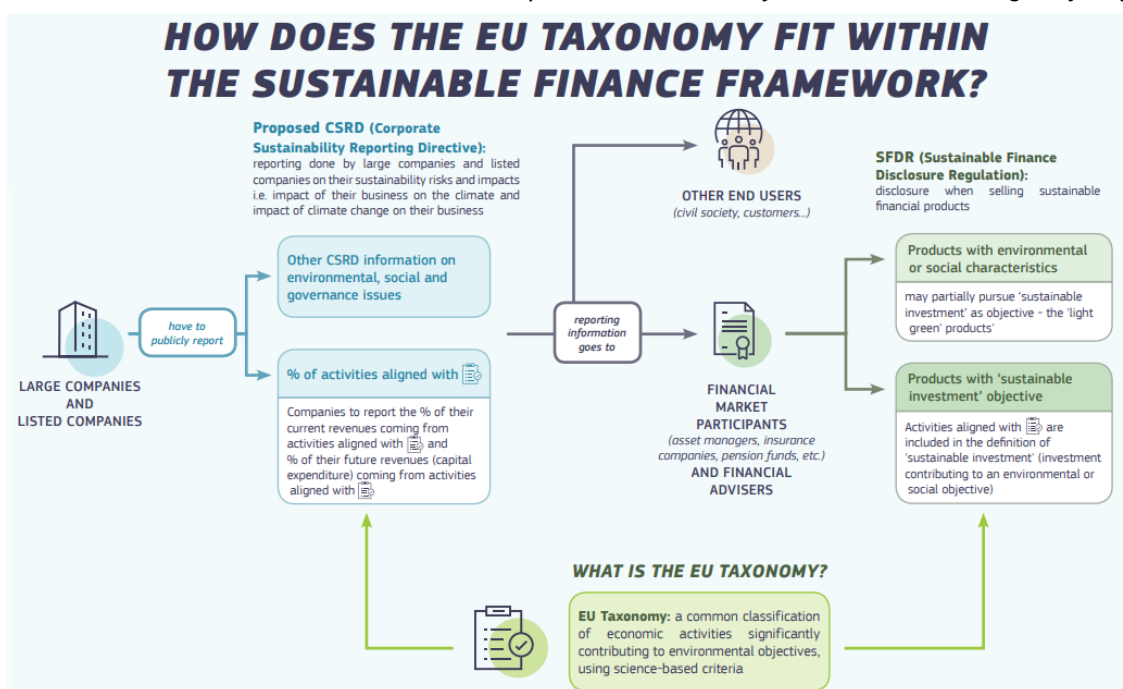 HOW DOES THE EU TAXONOMY FIT WITHIN
THE SUSTAINABLE FINANCE FRAMEWORK?
Proposed CSRD (Corporate
Sustainability Reporting Directive):
reporting done by large companies and listed
companies on their sustainability risks and impacts
i.e. impact of their business on the climate and
impact of climate change on their business
OTHER END USERS
(civil society, customers...)
SFDR (Sustainable Finance
Disclosure Regulation):
disclosure when selling sustainable
financial products
LARGE COMPANIES
AND
LISTED COMPANIES
have to
publicly report
Other CSRD information on
environmental, social and
governance issues
% of activities aligned with
Companies to report the % of their
current revenues coming from
activities aligned with and
% of their future revenues (capital
expenditure) coming from activities
aligned with
reporting
information
goes to
FINANCIAL
MARKET
PARTICIPANTS
(asset managers, insurance
companies, pension funds, etc.)
AND FINANCIAL
ADVISERS
Products with environmental
or social characteristics
may partially pursue ‘sustainable
investment’ as objective - the ‘light
green’ products’
Products with ‘sustainable
investment’ objective
Activities aligned with are
included in the definition of
‘sustainable investment’ (investment
contributing to an environmental or
social objective)
WHAT IS THE EU TAXONOMY?
EU Taxonomy: a common classification
of economic activities significantly
contributing to environmental objectives,
using science-based criteria